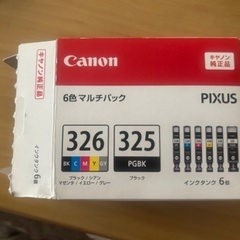 キヤノン
純正品
Canon
6色マルチパック
PIXUS
326
325
BK C M Y GY
PGBK
ブラック/シアン
マゼンタ/イエロー/グレー
ブラック
インクタンク 6個
キヤノン
純正品
インクタンク6個